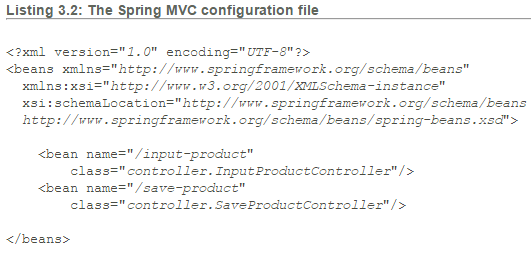 Listing 3.2: The Spring MVC configuration file
<?xml version="1.0" encoding="UTF-8"?>
<beans xmlns="http://www.springframework.org/schema/beans"
xmlns:xsi="http://www.w3.org/2001/XMLSchema-instance"
xsi:schemaLocation="http://www.springframework.org/schema/beans
http://www.springframework.org/schema/beans/spring-beans.xsd">
<bean name="/input-product"
class="controller.InputProductController"/>
<bean name="/save-product"
class="controller.SaveProductController"/>
</beans>